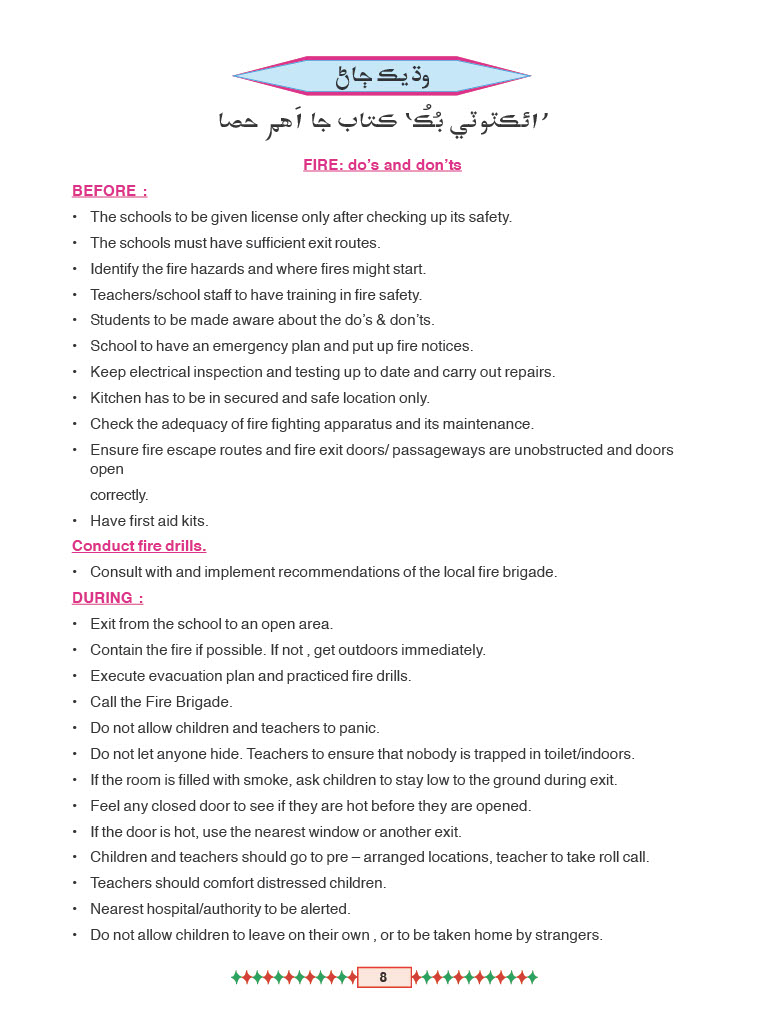 وڌيڪ ڄاڻ
’ائڪٽوٽي بُڪُ‘ ڪتاب جا اَهم حصا
FIRE: do’s and don’ts
BEFORE :
• The schools to be given license only after checking up its safety.
• The schools must have sufficient exit routes.
• Identify the fire hazards and where fires might start.
• Teachers/school staff to have training in fire safety.
• Students to be made aware about the do’s & don’ts.
• School to have an emergency plan and put up fire notices.
• Keep electrical inspection and testing up to date and carry out repairs.
• Kitchen has to be in secured and safe location only.
• Check the adequacy of fire fighting apparatus and its maintenance.
• Ensure fire escape routes and fire exit doors/ passageways are unobstructed and doors
open
correctly.
• Have first aid kits.
Conduct fire drills.
• Consult with and implement recommendations of the local fire brigade.
DURING :
• Exit from the school to an open area.
• Contain the fire if possible. If not , get outdoors immediately.
• Execute evacuation plan and practiced fire drills.
• Call the Fire Brigade.
• Do not allow children and teachers to panic.
• Do not let anyone hide. Teachers to ensure that nobody is trapped in toilet/indoors.
• If the room is filled with smoke, ask children to stay low to the ground during exit.
• Feel any closed door to see if they are hot before they are opened.
• If the door is hot, use the nearest window or another exit.
• Children and teachers should go to pre – arranged locations, teacher to take roll call.
• Teachers should comfort distressed children.
• Nearest hospital/authority to be alerted.
• Do not allow children to leave on their own , or to be taken home by strangers.
8